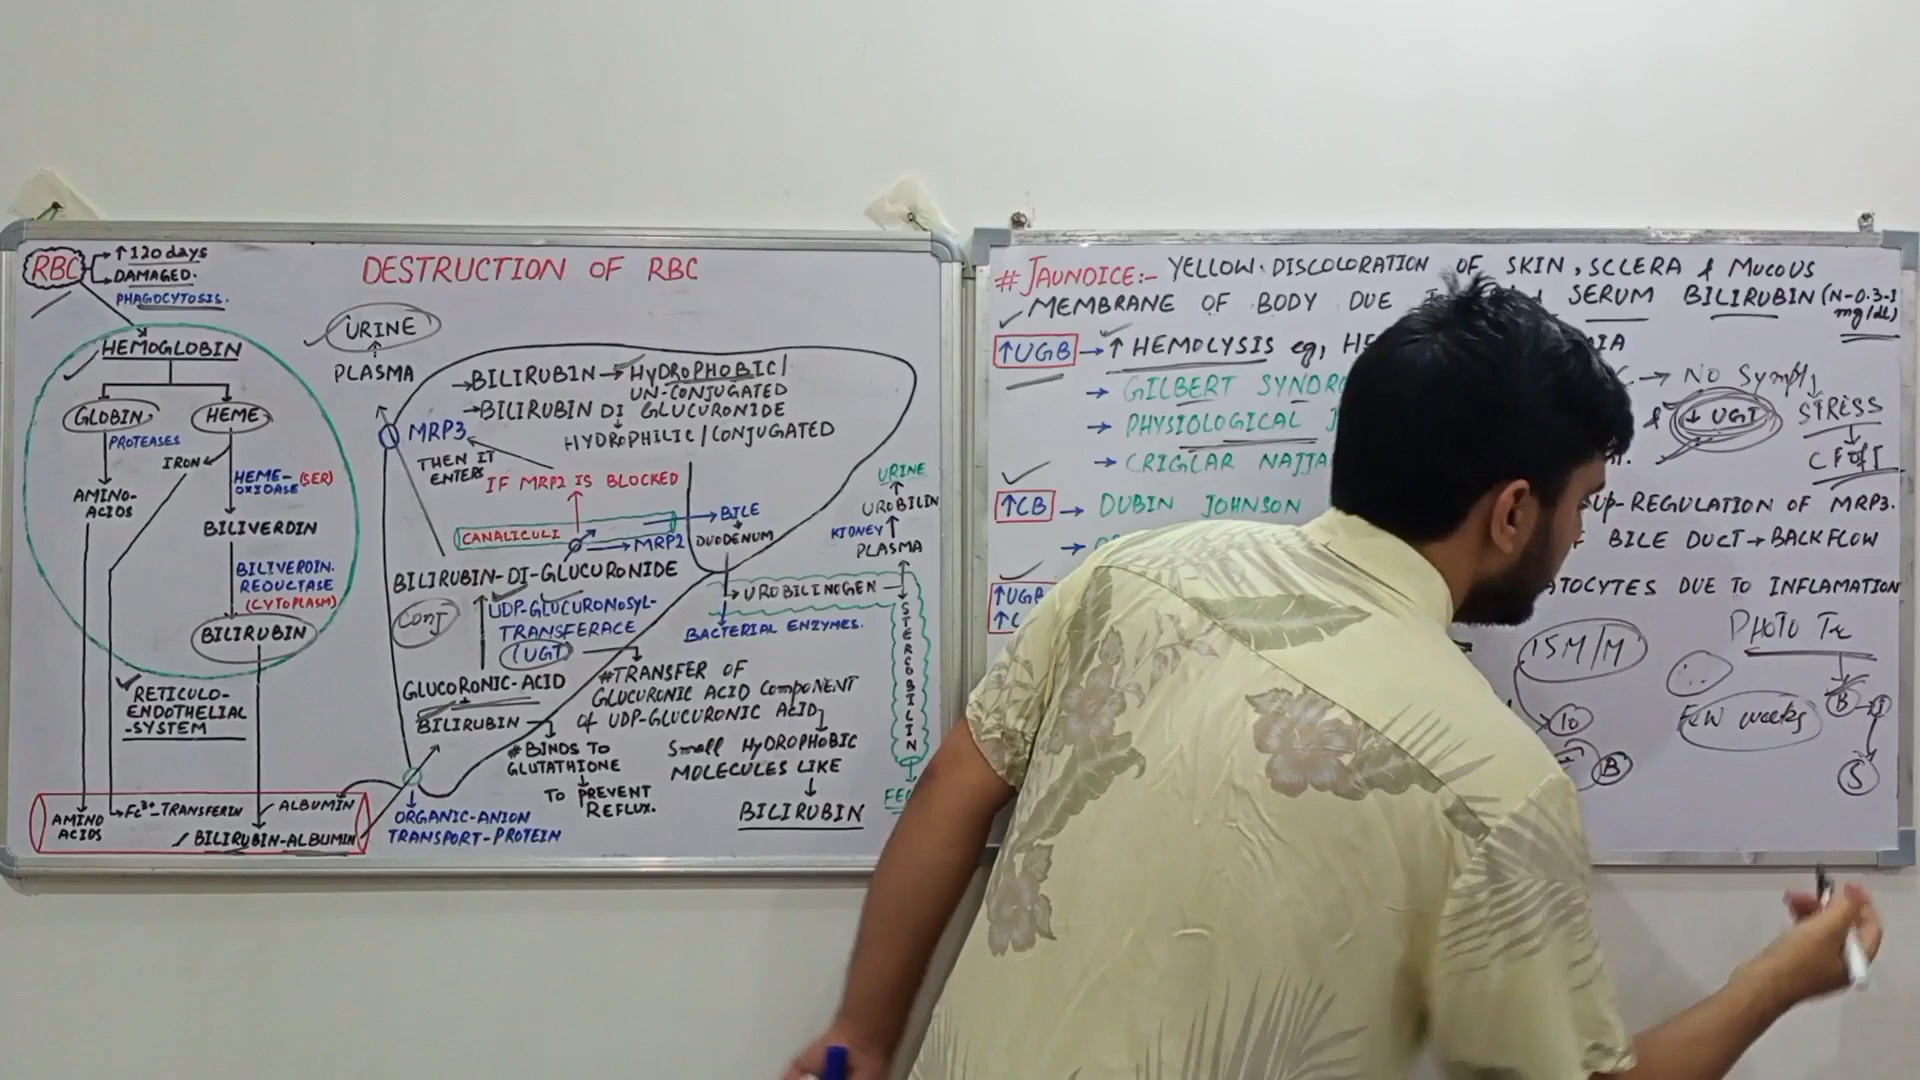 DESTRUCTION OF RBC
RBC
↑120 days
DAMAGED.
PHAGOCYTOSIS.
HEMOGLOBIN
GLOBIN
HEME
PROTEASES
IRON
AMINO-
ACIDS
HEME-
OXIDASE (SER)
BILIVERDIN
BILIVERDIN
REDUCTASE
(CYTOPLASM)
BILIRUBIN
RETICULO-
ENDOTHELIAL
-SYSTEM
AMINO
ACIDS
Fe3+-TRANSFERIN
ALBUMIN
BILIRUBIN-ALBUMIN
URINE
PLASMA
MRP3
THEN IT
ENTERS
→BILIRUBIN→HYDROPHOBIC/
UN-CONJUGATED
→BILIRUBIN DI GLUCURONIDE
HYDROPHILIC/CONJUGATED
IF MRP2 IS BLOCKED
CANALICULI
MRP2
BILE
DUODENUM
BILIRUBIN-DI-GLUCURONIDE
Conj
UDP-GLUCURONOSYL-
TRANSFERACE
(UGT)
GLUCORONIC-ACID
BILIRUBIN
# BINDS TO
GLUTATHIONE
TO PREVENT
REFLUX.
ORGANIC-ANION
TRANSPORT-PROTEIN
#TRANSFER OF
GLUCURONIC ACID COMPONENT
of UDP-GLUCURONIC ACID]
SMALL HYDROPHOBIC
MOLECULES LIKE
BILIRUBIN
UROBILINOGEN
BACTERIAL ENZYMES.
URINE
UROBILIN
KIDNEY
PLASMA
STERCOBILIN
# JAUNDICE:- YELLOW DISCOLORATION OF SKIN, SCLERA & MUCOUS
MEMBRANE OF BODY DUE SERUM BILIRUBIN (N-0.3-1
mg/dL)
↑UGB → ↑ HEMOLYSIS eg,
→ GILBERT
→ PHYSIOLOGICAL
→ CRIGLAR
→ No Sympt
↓ UGT
STRESS
↑CB → DUBIN JOHNSON UP-REGULATION OF MRP3.
BILE DUCT→BACKFLOW
↑UGB
DUE TO INFLAMATION
PHOTO Tx
15M/M
10
B
Few weeks
B
S